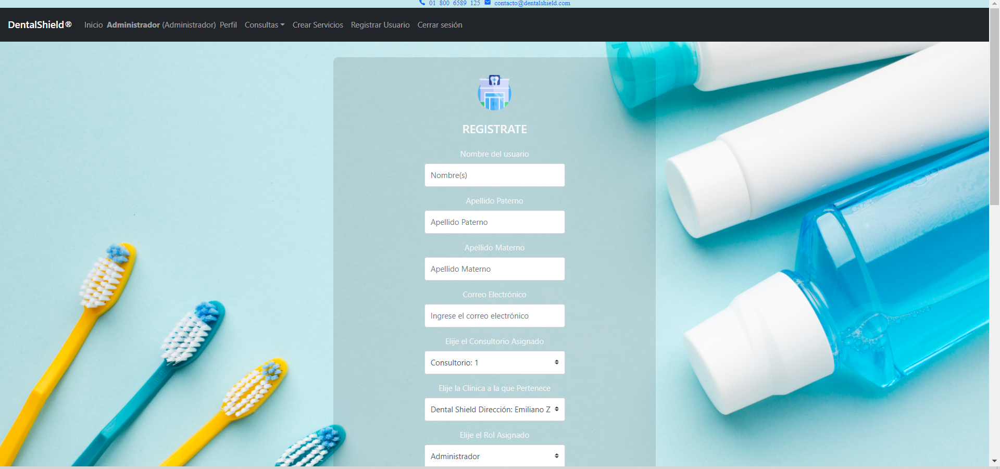 01 800 6589 125 contacto@dentalshield.com
DentalShield® Inicio Administrador (Administrador) Perfil Consultas Crear Servicios Registrar Usuario Cerrar sesión
REGISTRATE
Nombre del usuario
Nombre(s)
Apellido Paterno
Apellido Paterno
Apellido Materno
Apellido Materno
Correo Electrónico
Ingrese el correo electrónico
Elije el Consultorio Asignado
Consultorio: 1
Elije la Clinica a la que Pertenece
Dental Shield Dirección: Emiliano Z
Elije el Rol Asignado
Administrador